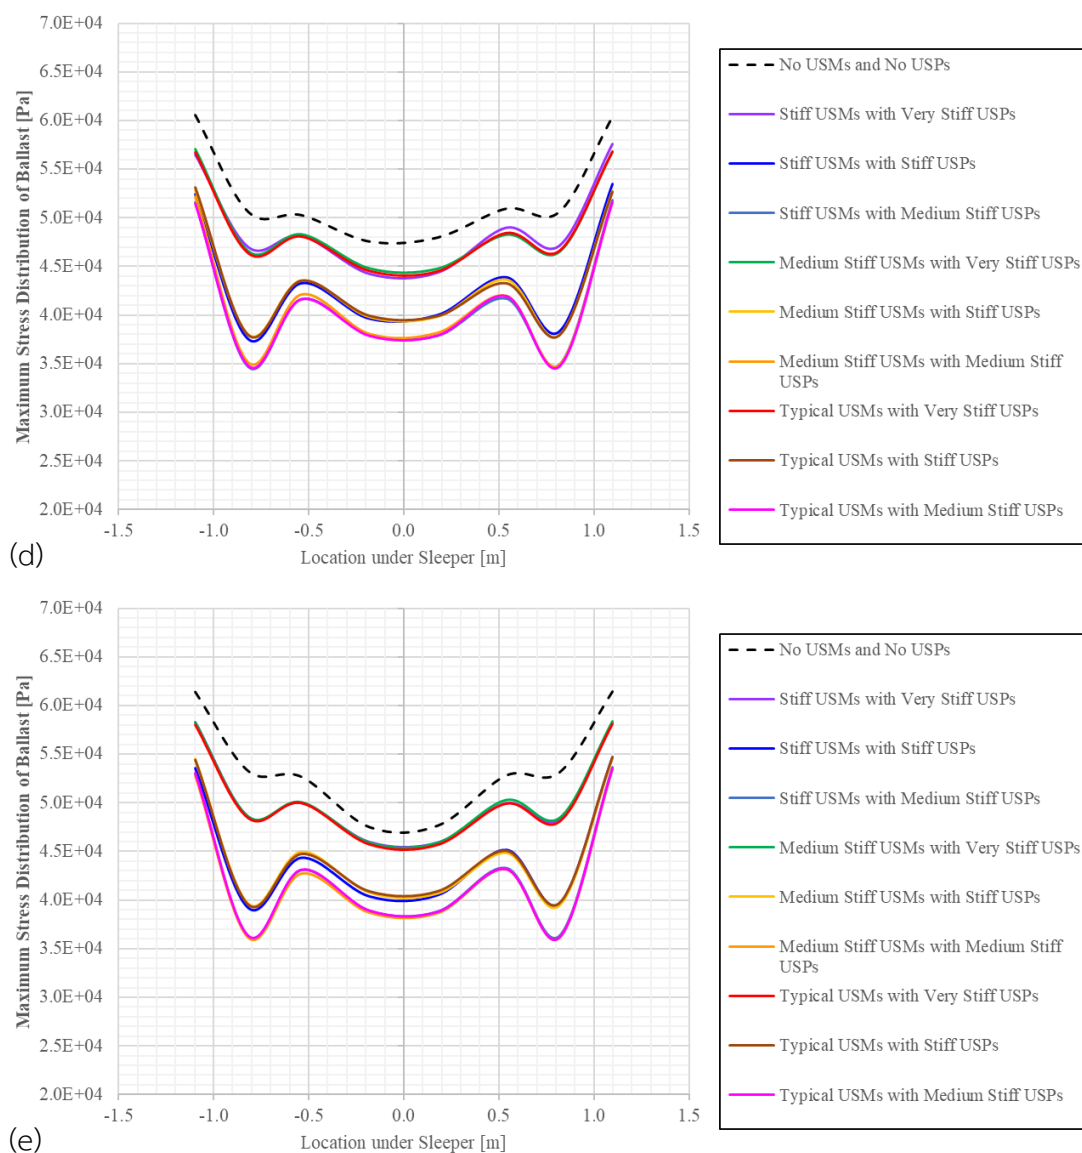 7.0E+04
6.5E+04
6.0E+04
5.5E+04
5.0E+04
4.5E+04
4.0E+04
3.5E+04
3.0E+04
2.5E+04
2.0E+04
Maximum Stress Distribution of Ballast [Pa]
-1.5 -1.0 -0.5 0.0 0.5 1.0 1.5
Location under Sleeper [m]
(d)
No USMs and No USPs
Stiff USMs with Very Stiff USPs
Stiff USMs with Stiff USPs
Stiff USMs with Medium Stiff USPs
Medium Stiff USMs with Very Stiff USPs
Medium Stiff USMs with Stiff USPs
Medium Stiff USMs with Medium Stiff
USPs
Typical USMs with Very Stiff USPs
Typical USMs with Stiff USPs
Typical USMs with Medium Stiff USPs
7.0E+04
6.5E+04
6.0E+04
5.5E+04
5.0E+04
4.5E+04
4.0E+04
3.5E+04
3.0E+04
2.5E+04
2.0E+04
Maximum Stress Distribution of Ballast [Pa]
-1.5 -1.0 -0.5 0.0 0.5 1.0 1.5
Location under Sleeper [m]
(e)
No USMs and No USPs
Stiff USMs with Very Stiff USPs
Stiff USMs with Stiff USPs
Stiff USMs with Medium Stiff USPs
Medium Stiff USMs with Very Stiff USPs
Medium Stiff USMs with Stiff USPs
Medium Stiff USMs with Medium Stiff
USPs
Typical USMs with Very Stiff USPs
Typical USMs with Stiff USPs
Typical USMs with Medium Stiff USPs